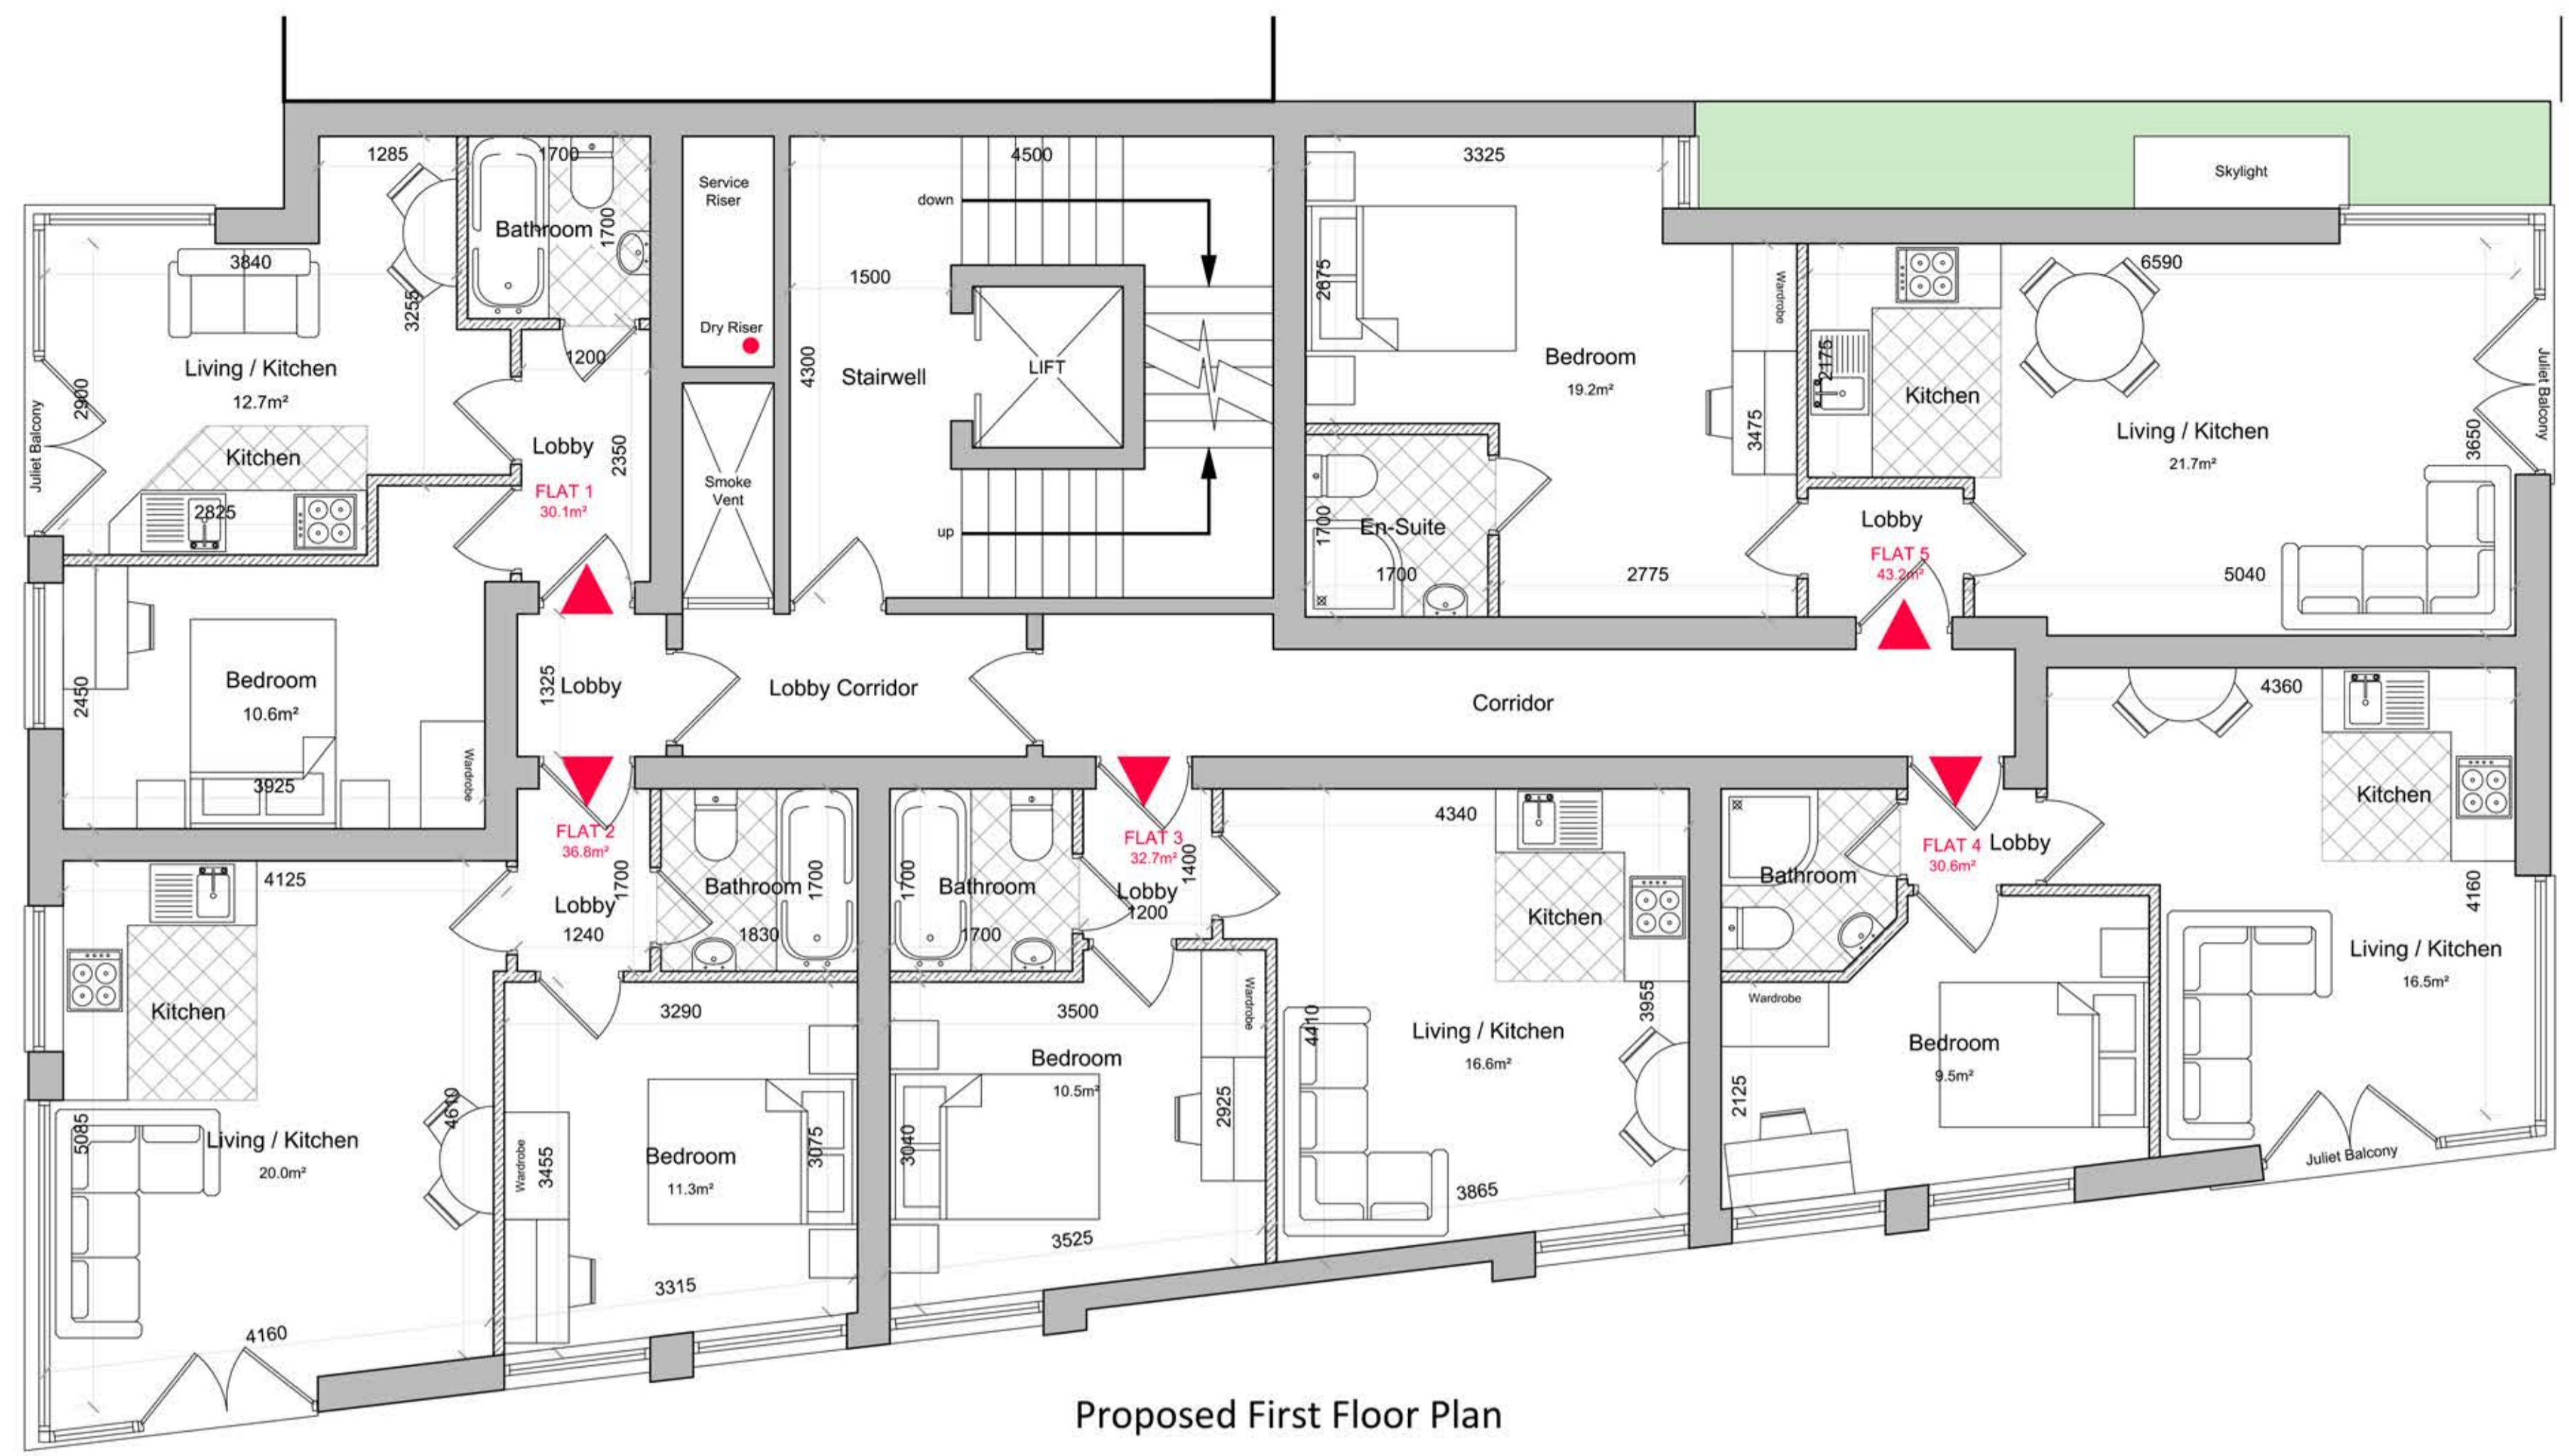 1285
1700
4500
3325
Service
Riser
Skylight
down
1700
Bathroom
3840
3255
1500
2675
Wardrobe
6590
Dry Riser
1200
4300
Stairwell
LIFT
Bedroom
19.2m²
2175
Kitchen
Juliet Balcony
Living / Kitchen
12.7m²
2900
Juliet Balcony
Kitchen
Lobby
2350
3475
Living / Kitchen
21.7m²
3650
FLAT 1
30.1m²
Smoke
Vent
2825
up
1700
En-Suite
1700
2775
Lobby
FLAT 5
43.2m²
5040
Bedroom
10.6m²
2450
3925
Wardrobe
1325
Lobby
Lobby Corridor
Corridor
4360
Kitchen
FLAT 2
36.8m²
1700
Lobby
1240
Bathroom
1700
1830
1700
Bathroom
1700
FLAT 3
32.7m²
1400
Lobby
1200
4340
Kitchen
Bathroom
FLAT 4
30.6m²
Lobby
4160
4125
Kitchen
3290
3500
Wardrobe
Bedroom
10.5m²
4410
Living / Kitchen
16.6m²
3955
Wardrobe
Bedroom
9.5m²
2125
Living / Kitchen
16.5m²
5085
4610
Living / Kitchen
20.0m²
Wardrobe
3455
Bedroom
11.3m²
3075
3040
2925
3865
Juliet Balcony
3525
3315
4160
Proposed First Floor Plan